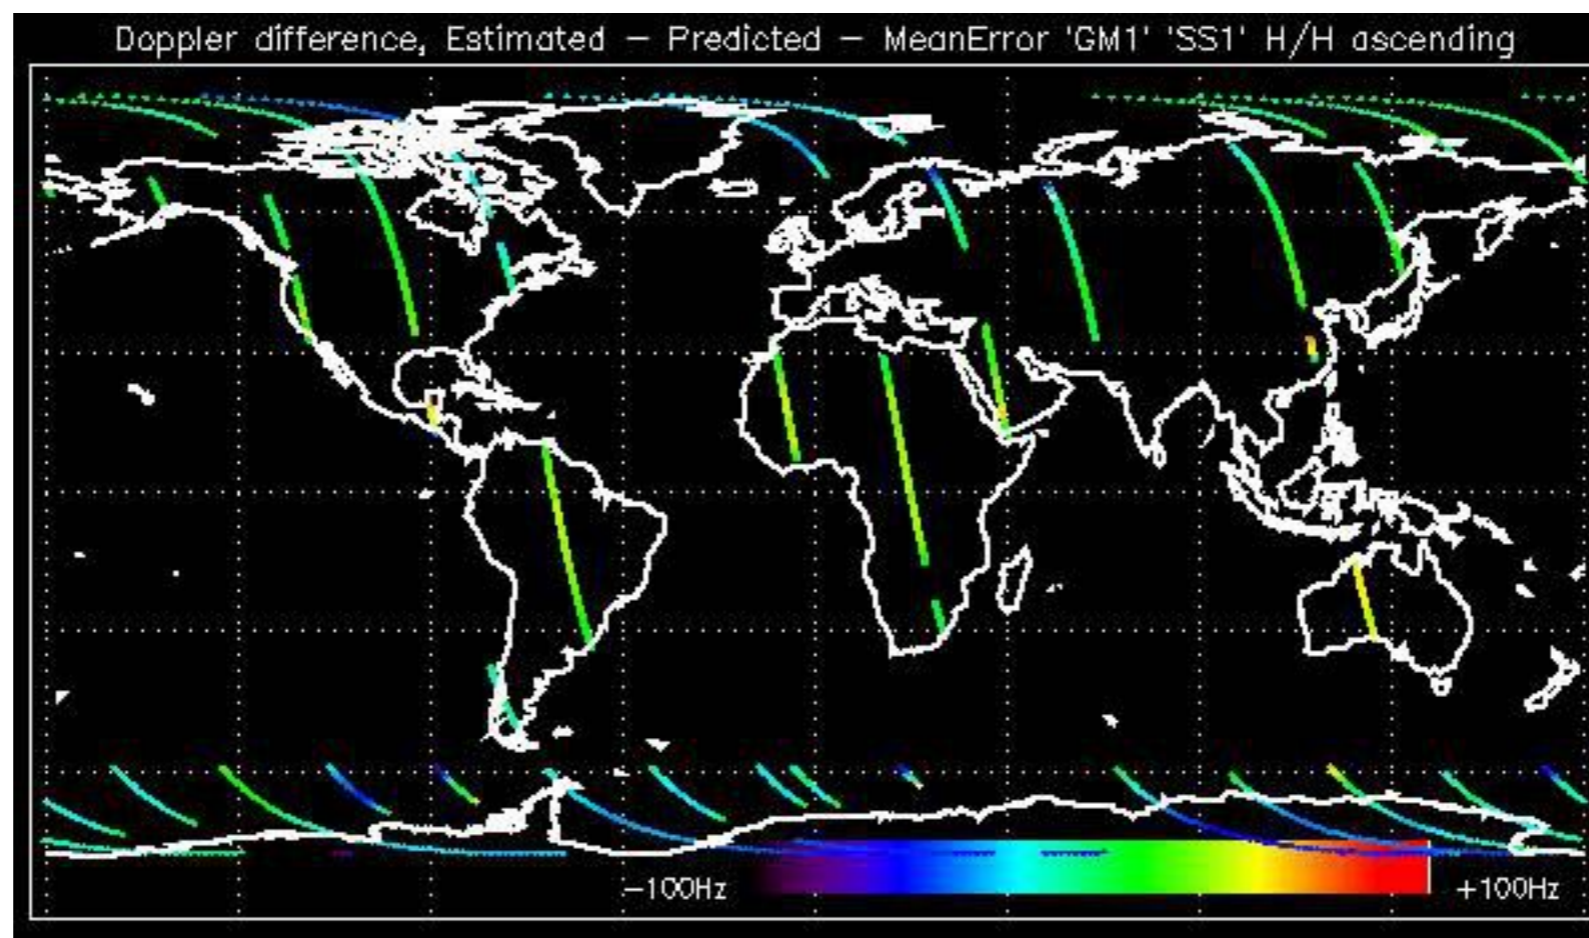 Doppler difference, Estimated – Predicted – MeanError 'GM1' 'SS1' H/H ascending
–100Hz
+100Hz